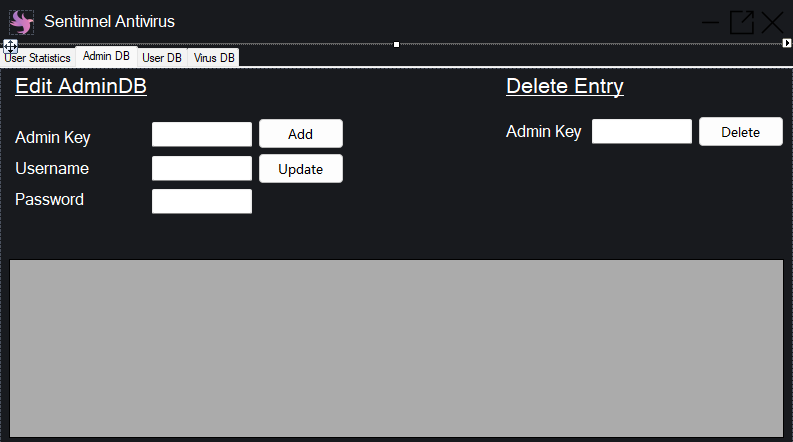 Sentinnel Antivirus
User Statistics Admin DB User DB Virus DB
Edit AdminDB
Delete Entry
Admin Key
Add
Admin Key
Delete
Username
Update
Password